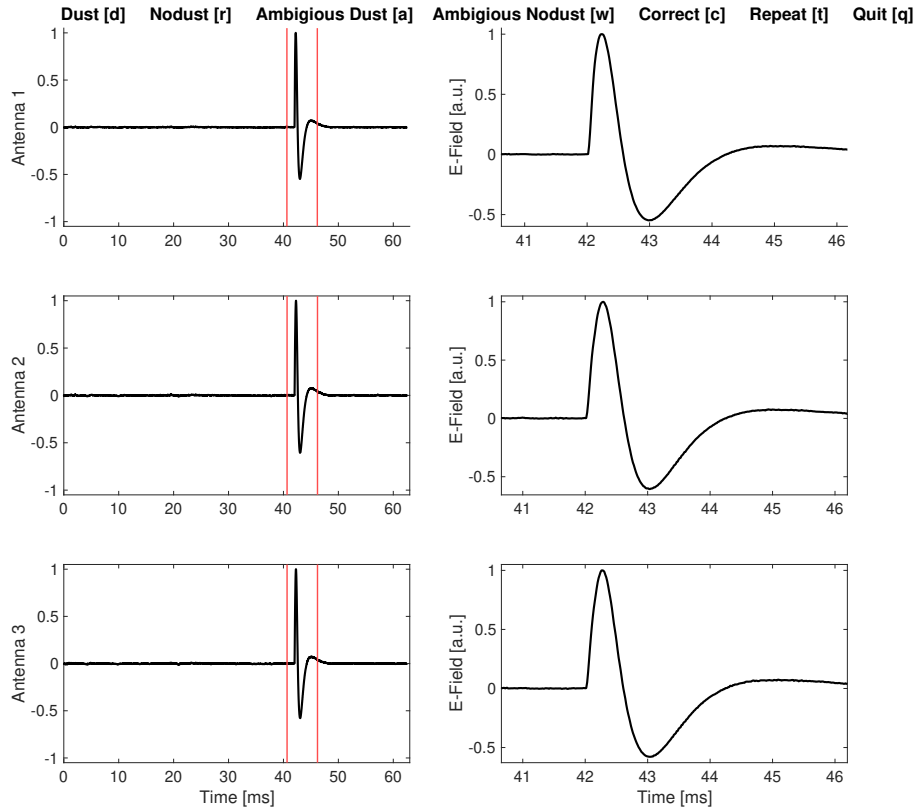 Dust [d] Nodust [r] Ambigious Dust [a] Ambigious Nodust [w] Correct [c] Repeat [t] Quit [q]
1
0.5
0
-0.5
-1
Antenna 1
0 10 20 30 40 50 60
1
0.5
0
-0.5
E-Field [a.u.]
41 42 43 44 45 46
1
0.5
0
-0.5
-1
Antenna 2
0 10 20 30 40 50 60
1
0.5
0
-0.5
E-Field [a.u.]
41 42 43 44 45 46
1
0.5
0
-0.5
-1
Antenna 3
0 10 20 30 40 50 60
Time [ms]
1
0.5
0
-0.5
E-Field [a.u.]
41 42 43 44 45 46
Time [ms]